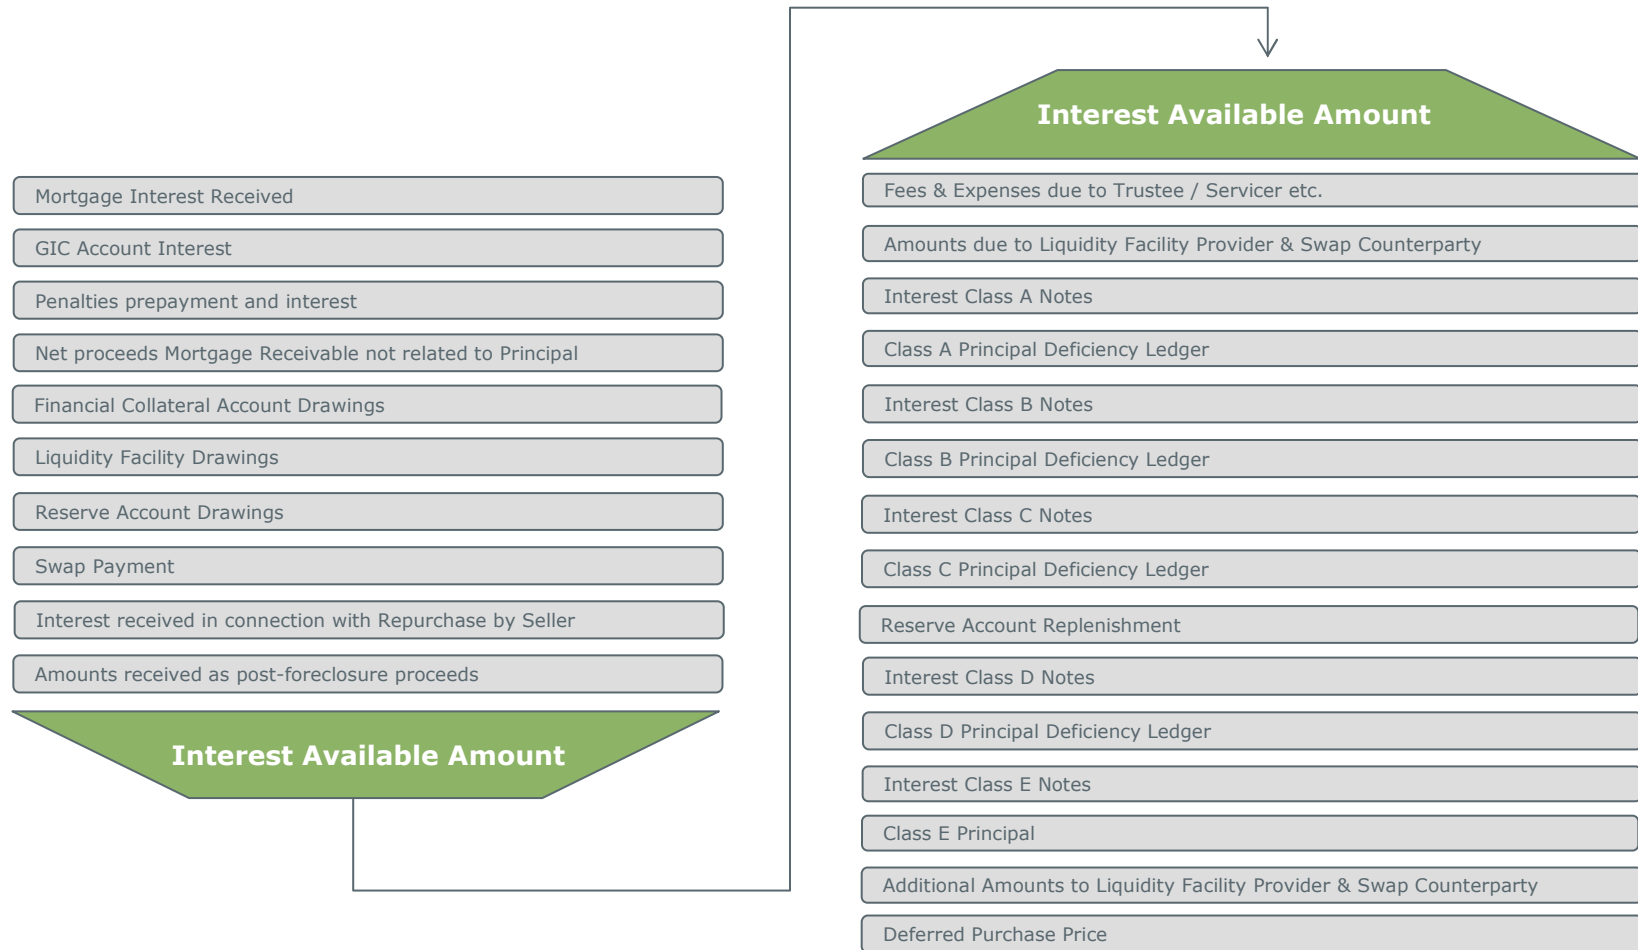 Mortgage Interest Received
GIC Account Interest
Penalties prepayment and interest
Net proceeds Mortgage Receivable not related to Principal
Financial Collateral Account Drawings
Liquidity Facility Drawings
Reserve Account Drawings
Swap Payment
Interest received in connection with Repurchase by Seller
Amounts received as post-foreclosure proceeds
Interest Available Amount
Interest Available Amount
Fees & Expenses due to Trustee / Servicer etc.
Amounts due to Liquidity Facility Provider & Swap Counterparty
Interest Class A Notes
Class A Principal Deficiency Ledger
Interest Class B Notes
Class B Principal Deficiency Ledger
Interest Class C Notes
Class C Principal Deficiency Ledger
Reserve Account Replenishment
Interest Class D Notes
Class D Principal Deficiency Ledger
Interest Class E Notes
Class E Principal
Additional Amounts to Liquidity Facility Provider & Swap Counterparty
Deferred Purchase Price